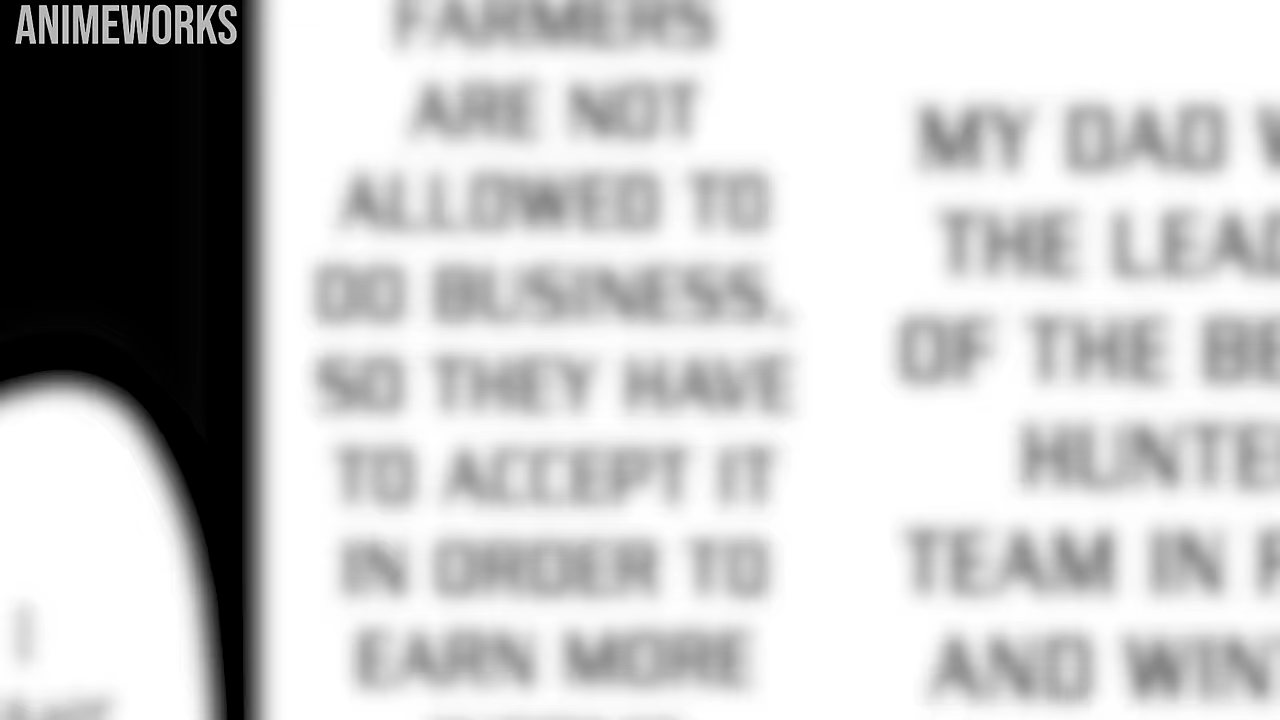 ANIMEWORKS
FARMERS
ARE NOT
ALLOWED TO
DO BUSINESS,
SO THEY HAVE
TO ACCEPT IT
IN ORDER TO
EARN MORE
MY DAD
THE
OF THE
TEAM IN
AND